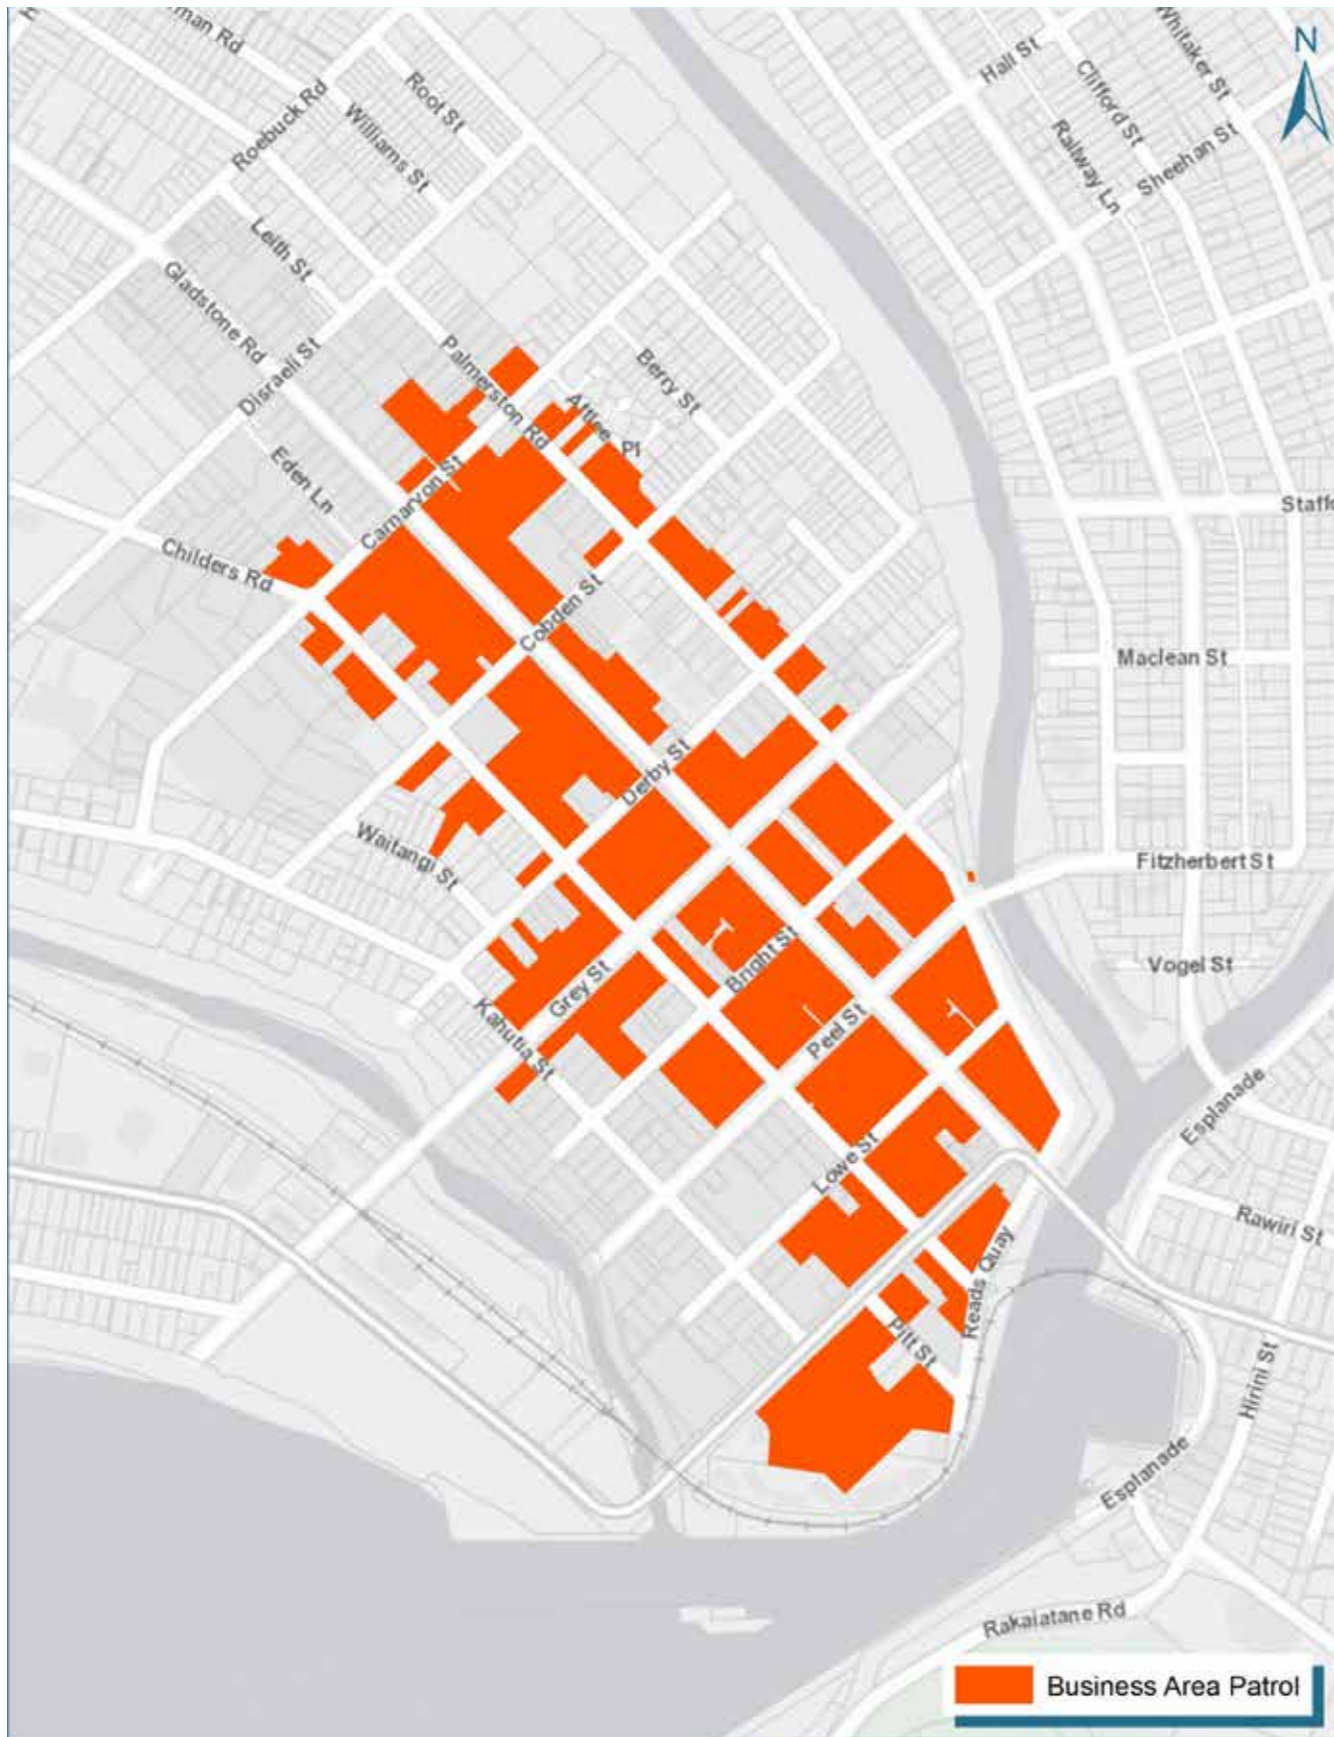 N
Hall St
Whitaker St
Clifford St
Railway Ln
Sheehan St
Root St
Williams St
Roebuck Rd
Leith St
Gladstone Rd
Disraeli St
Palmerston Rd
Berry St
Attlee Pl
Eden Ln
Carnarvon St
Childers Rd
Cobden St
Maclean St
Derby St
Waitangi St
Fitzherbert St
Bright St
Vogel St
Grey St
Kahutia St
Peel St
Esplanade
Lowe St
Rawiri St
Reads Quay
Pitt St
Hirini St
Esplanade
Rakaiatane Rd
Business Area Patrol